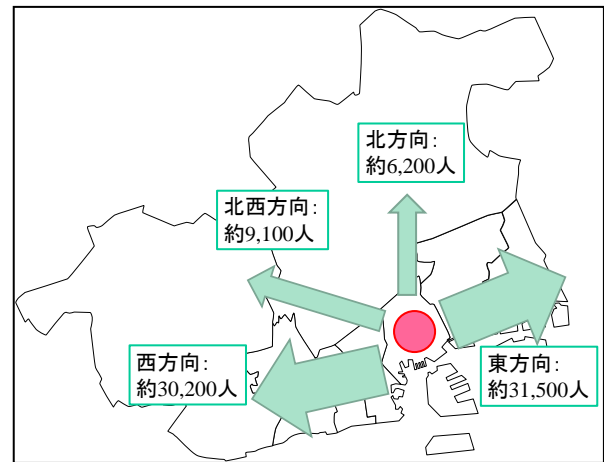 北方向：
約6,200人
北西方向：
約9,100人
西方向：
約30,200人
東方向：
約31,500人